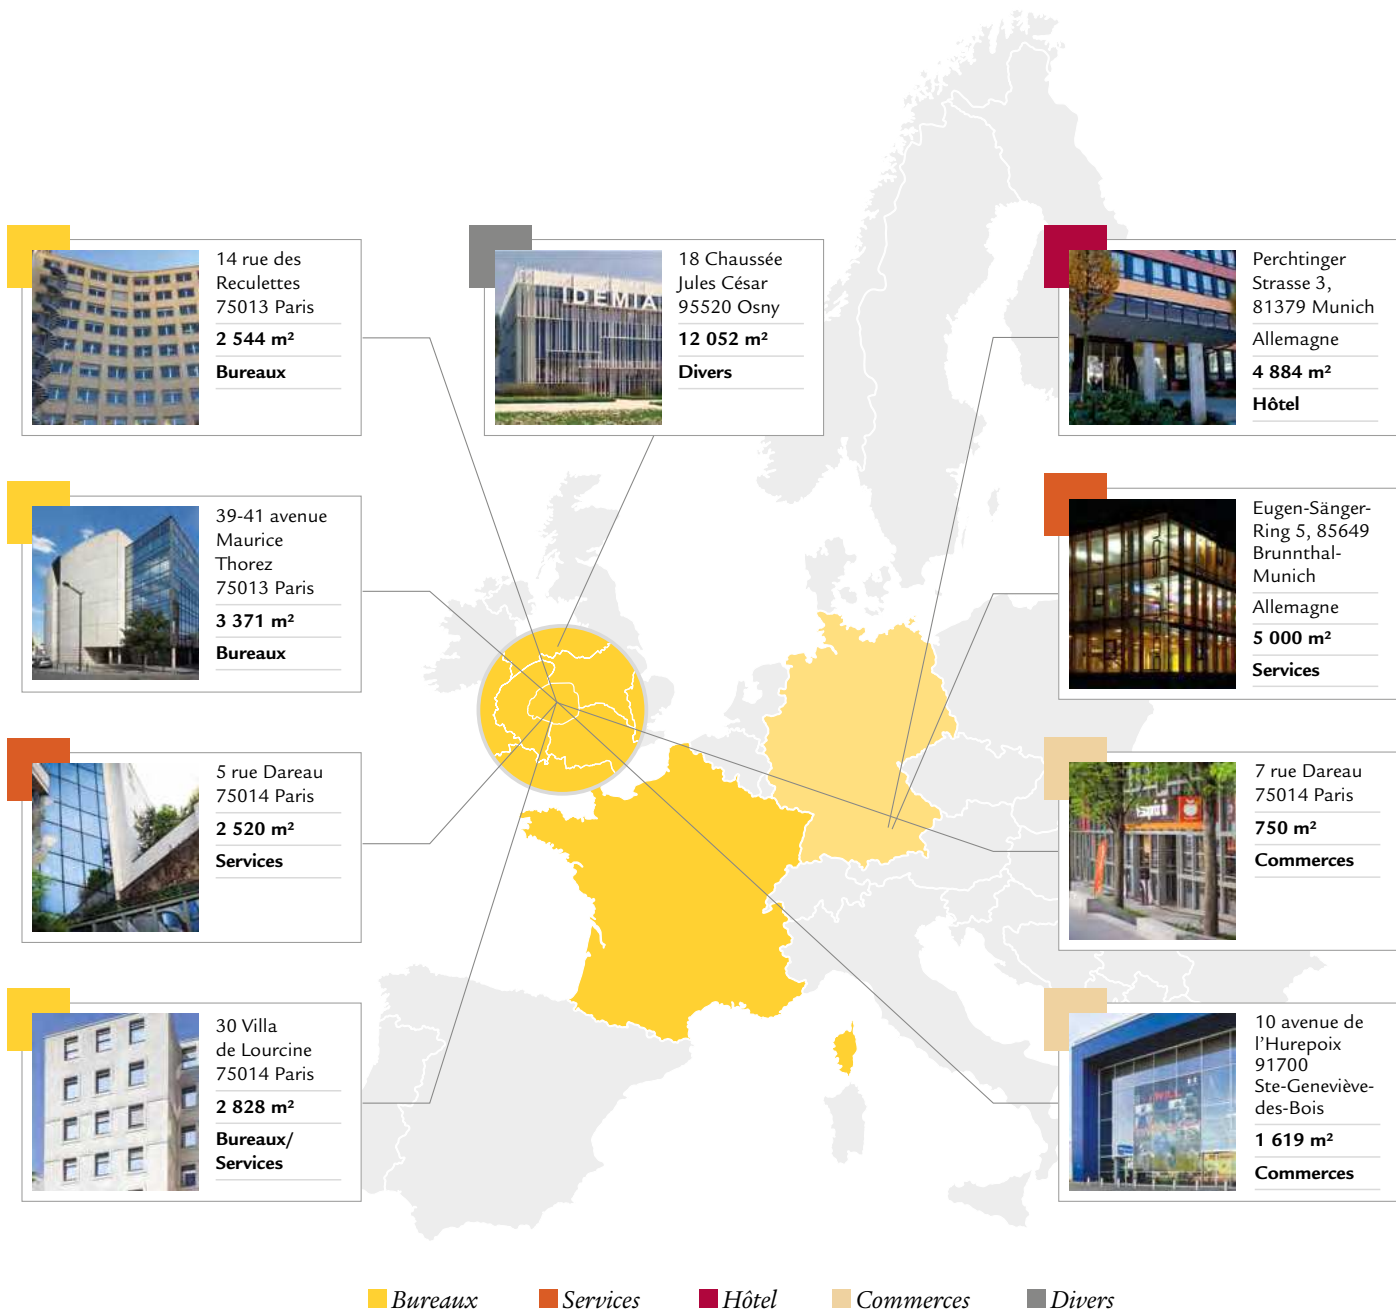 14 rue des
Reculettes
75013 Paris
2 544 m²
Bureaux
IDEMIA
18 Chaussée
Jules César
95520 Osny
12 052 m²
Divers
Perchtinger
Strasse 3,
81379 Munich
Allemagne
4 884 m²
Hôtel
39-41 avenue
Maurice
Thorez
75013 Paris
3 371 m²
Bureaux
Eugen-Sänger-
Ring 5, 85649
Brunnthal-
Munich
Allemagne
5 000 m²
Services
5 rue Dareau
75014 Paris
2 520 m²
Services
7 rue Dareau
75014 Paris
750 m²
Commerces
30 Villa
de Lourcine
75014 Paris
2 828 m²
Bureaux/
Services
10 avenue de
l'Hurepoix
91700
Ste-Geneviève-
des-Bois
1 619 m²
Commerces
Bureaux
Services
Hôtel
Commerces
Divers